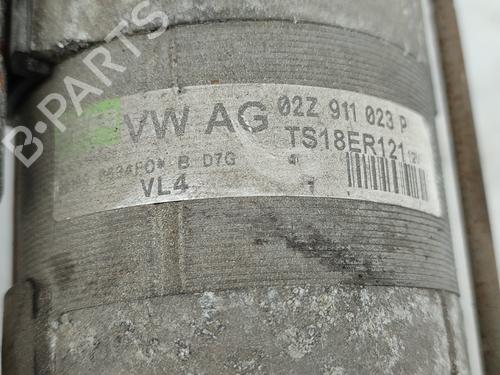 VW AG 02Z 911 023 P
TS18ER121
B D7G
VL4
B-PARTS